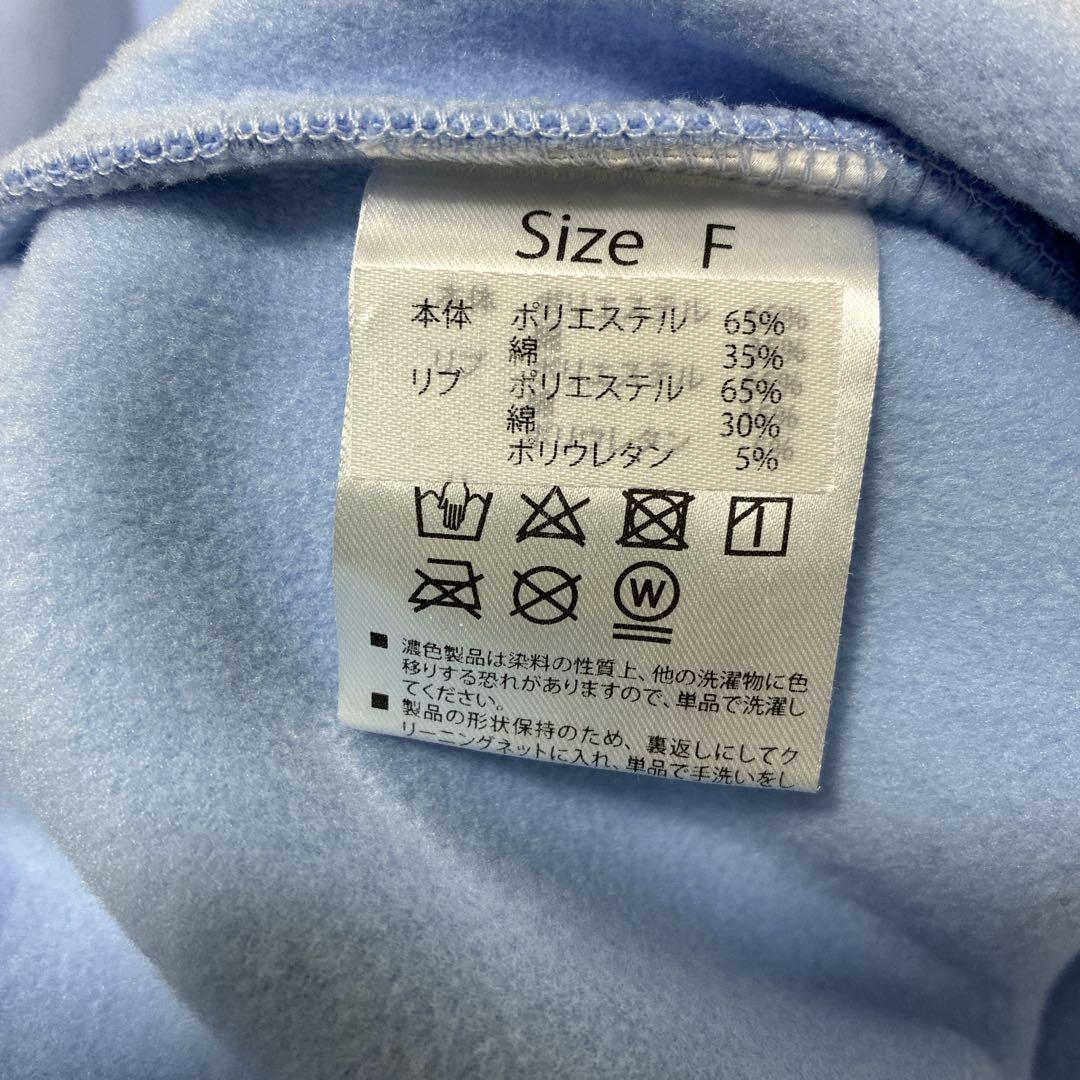 Size F
本体 ポリエステル 65%
綿 35%
リブ ポリエステル 65%
綿 30%
ポリウレタン 5%
W
■ 濃色製品は染料の性質上、他の洗濯物に色
移りする恐れがありますので、単品で洗濯し
てください。
■ 製品の形状保持のため、裏返しにしてク
リーニングネットに入れ、単品で手洗いをし